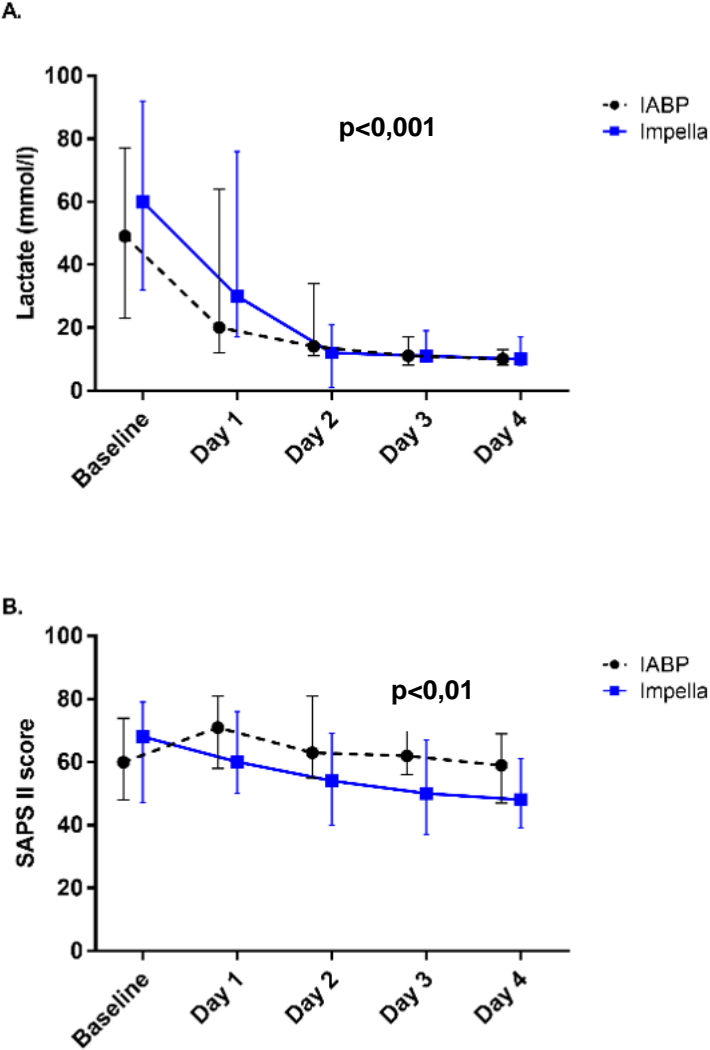 A.
100
80
60
40
20
0
Lactate (mmol/l)
p<0,001
IABP
Impella
Baseline
Day 1
Day 2
Day 3
Day 4
B.
100
80
60
40
20
0
SAPS II score
p<0,01
IABP
Impella
Baseline
Day 1
Day 2
Day 3
Day 4